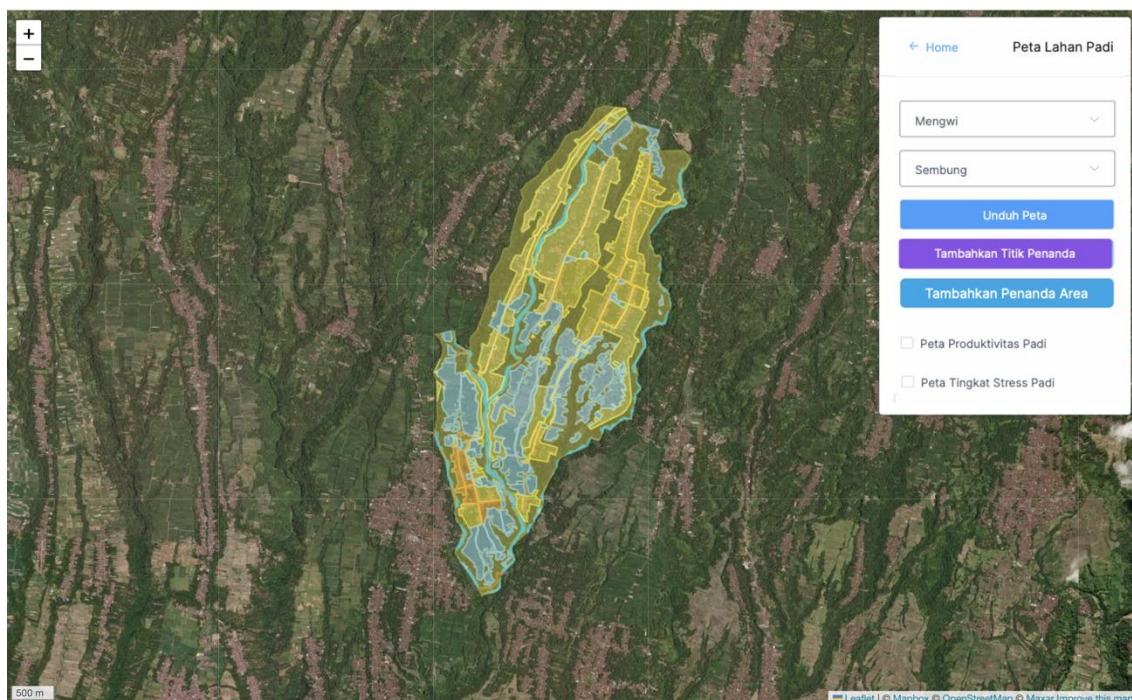 +
−
← Home
Peta Lahan Padi
Mengwi
Sembung
Unduh Peta
Tambahkan Titik Penanda
Tambahkan Penanda Area
Peta Produktivitas Padi
Peta Tingkat Stress Padi
500 m
Leaflet | © Mapbox © OpenStreetMap © Maxar Improve this map